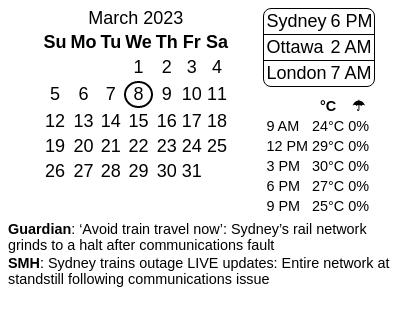 March 2023
Su Mo Tu We Th Fr Sa
1 2 3 4
5 6 7 8 9 10 11
12 13 14 15 16 17 18
19 20 21 22 23 24 25
26 27 28 29 30 31
Sydney 6 PM
Ottawa 2 AM
London 7 AM
°C ☂
9 AM 24°C 0%
12 PM 29°C 0%
3 PM 30°C 0%
6 PM 27°C 0%
9 PM 25°C 0%
Guardian: ‘Avoid train travel now’: Sydney’s rail network
grinds to a halt after communications fault
SMH: Sydney trains outage LIVE updates: Entire network at
standstill following communications issue